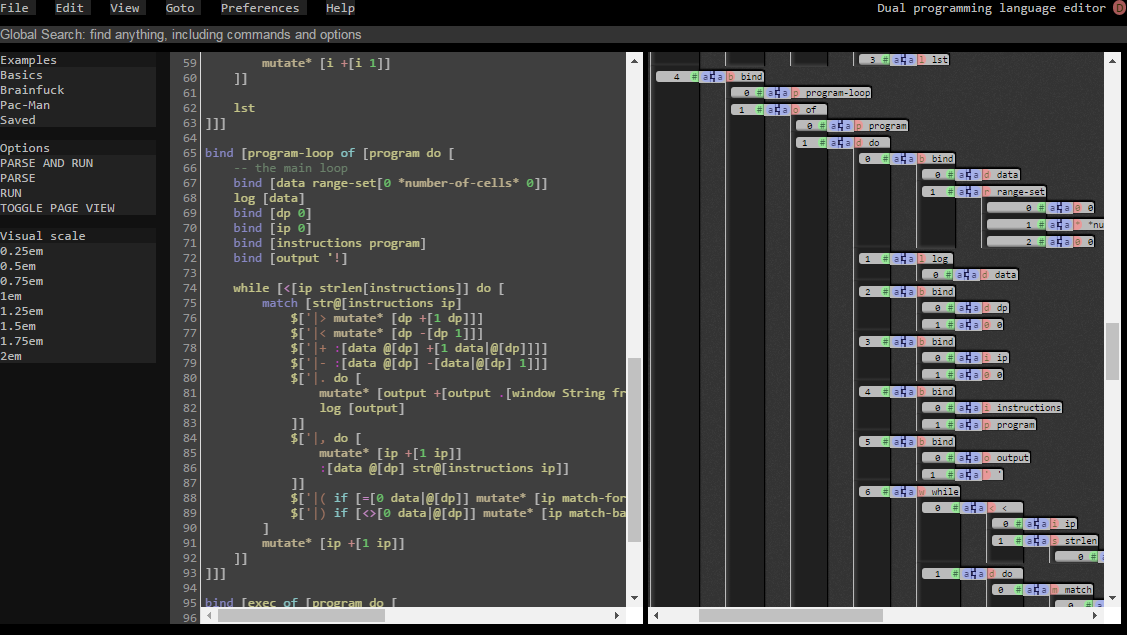 File Edit View Goto Preferences Help Dual programming language editor D
Global Search: find anything, including commands and options
Examples
Basics
Brainfuck
Pac-Man
Saved
Options
PARSE AND RUN
PARSE
RUN
TOGGLE PAGE VIEW
Visual scale
0.25em
0.5em
0.75em
1em
1.25em
1.5em
1.75em
2em
59 mutate* [i +[i 1]]
60 ]]
61
62 lst
63 ]]]
64
65 bind [program-loop of [program do [
66 -- the main loop
67 bind [data range-set[0 *number-of-cells* 0]]
68 log [data]
69 bind [dp 0]
70 bind [ip 0]
71 bind [instructions program]
72 bind [output '!]
73
74 while [<[ip strlen[instructions]] do [
75 match [str@[instructions ip]
76 $['|> mutate* [dp +[1 dp]]]
77 $['|< mutate* [dp -[dp 1]]]
78 $['|+ :[data @[dp] +[1 data|@[dp]]]]
79 $['|- :[data @[dp] -[data|@[dp] 1]]]
80 $['|. do [
81 mutate* [output +[output .[window String fr
82 log [output]
83 ]]
84 $['|, do [
85 mutate* [ip +[1 ip]]
86 :[data @[dp] str@[instructions ip]]
87 ]]
88 $['|( if [=[0 data|@[dp]] mutate* [ip match-for
89 $['|) if [<>[0 data|@[dp]] mutate* [ip match-ba
90 ]
91 mutate* [ip +[1 ip]]
92 ]]
93 ]]]
94
95 bind [exec of [program do [
96
3 # a a l lst
4 # a a b bind
0 # a a p program-loop
1 # a a o of
0 # a a p program
1 # a a d do
0 # a a b bind
0 # a a d data
1 # a a r range-set
0 # a a 0 0
1 # a a * *nu
2 # a a 0 0
1 # a a l log
0 # a a d data
2 # a a b bind
0 # a a d dp
1 # a a 0 0
3 # a a b bind
0 # a a i ip
1 # a a 0 0
4 # a a b bind
0 # a a i instructions
1 # a a p program
5 # a a b bind
0 # a a o output
1 # a a ' '
6 # a a w while
0 # a a < <
0 # a a i ip
1 # a a s strlen
0 # a
1 # a a d do
0 # a a m match
0 # a